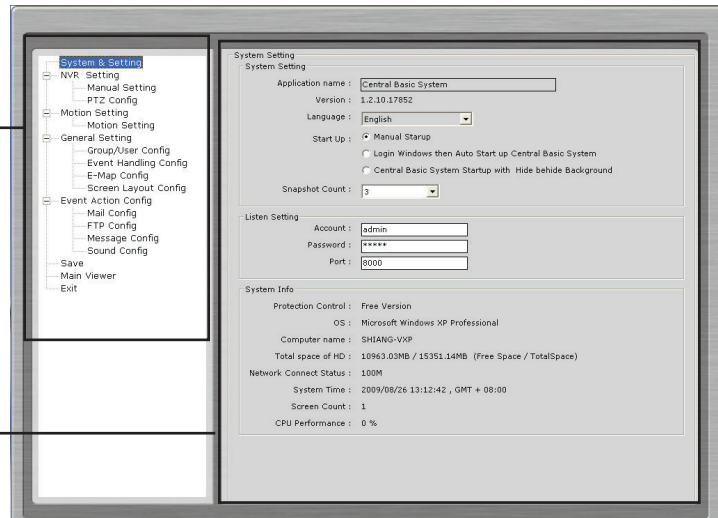 System & Setting
NVR Setting
Manual Setting
PTZ Config
Motion Setting
Motion Setting
General Setting
Group/User Config
Event Handling Config
E-Map Config
Screen Layout Config
Event Action Config
Mail Config
FTP Config
Message Config
Sound Config
Save
Main Viewer
Exit
System Setting
System Setting
Application name : Central Basic System
Version : 1.2.10.17852
Language : English
Start Up : Manual Starup
Login Windows then Auto Start up Central Basic System
Central Basic System Startup with Hide behide Background
Snapshot Count : 3
Listen Setting
Account : admin
Password : *****
Port : 8000
System Info
Protection Control : Free Version
OS : Microsoft Windows XP Professional
Computer name : SHIANG-VXP
Total space of HD : 10963.03MB / 15351.14MB (Free Space / TotalSpace)
Network Connect Status : 100M
System Time : 2009/08/26 13:12:42 , GMT + 08:00
Screen Count : 1
CPU Performance : 0 %